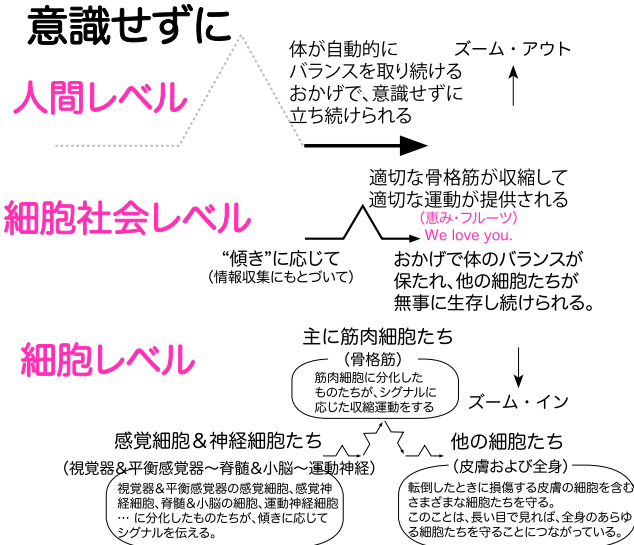 意識せずに
人間レベル
体が自動的に
バランスを取り続ける
おかげで、意識せずに
立ち続けられる
ズーム・アウト
細胞社会レベル
適切な骨格筋が収縮して
適切な運動が提供される
（恵み・フルーツ）
We love you.
“傾き”に応じて
（情報収集にもとづいて）
おかげで体のバランスが
保たれ、他の細胞たちが
無事に生存し続けられる。
細胞レベル
主に筋肉細胞たち
（骨格筋）
筋肉細胞に分化した
ものたちが、シグナルに
応じた収縮運動をする
ズーム・イン
感覚細胞＆神経細胞たち
（視覚器＆平衡感覚器〜脊髄＆小脳〜運動神経）
視覚器＆平衡感覚器の感覚細胞、感覚神
経細胞、脊髄＆小脳の細胞、運動神経細胞
… に分化したものたちが、傾きに応じて
シグナルを伝える。
他の細胞たち
（皮膚および全身）
転倒したときに損傷する皮膚の細胞を含む
さまざまな細胞たちを守る。
このことは、長い目で見れば、全身のあらゆ
る細胞たちを守ることにつながっている。